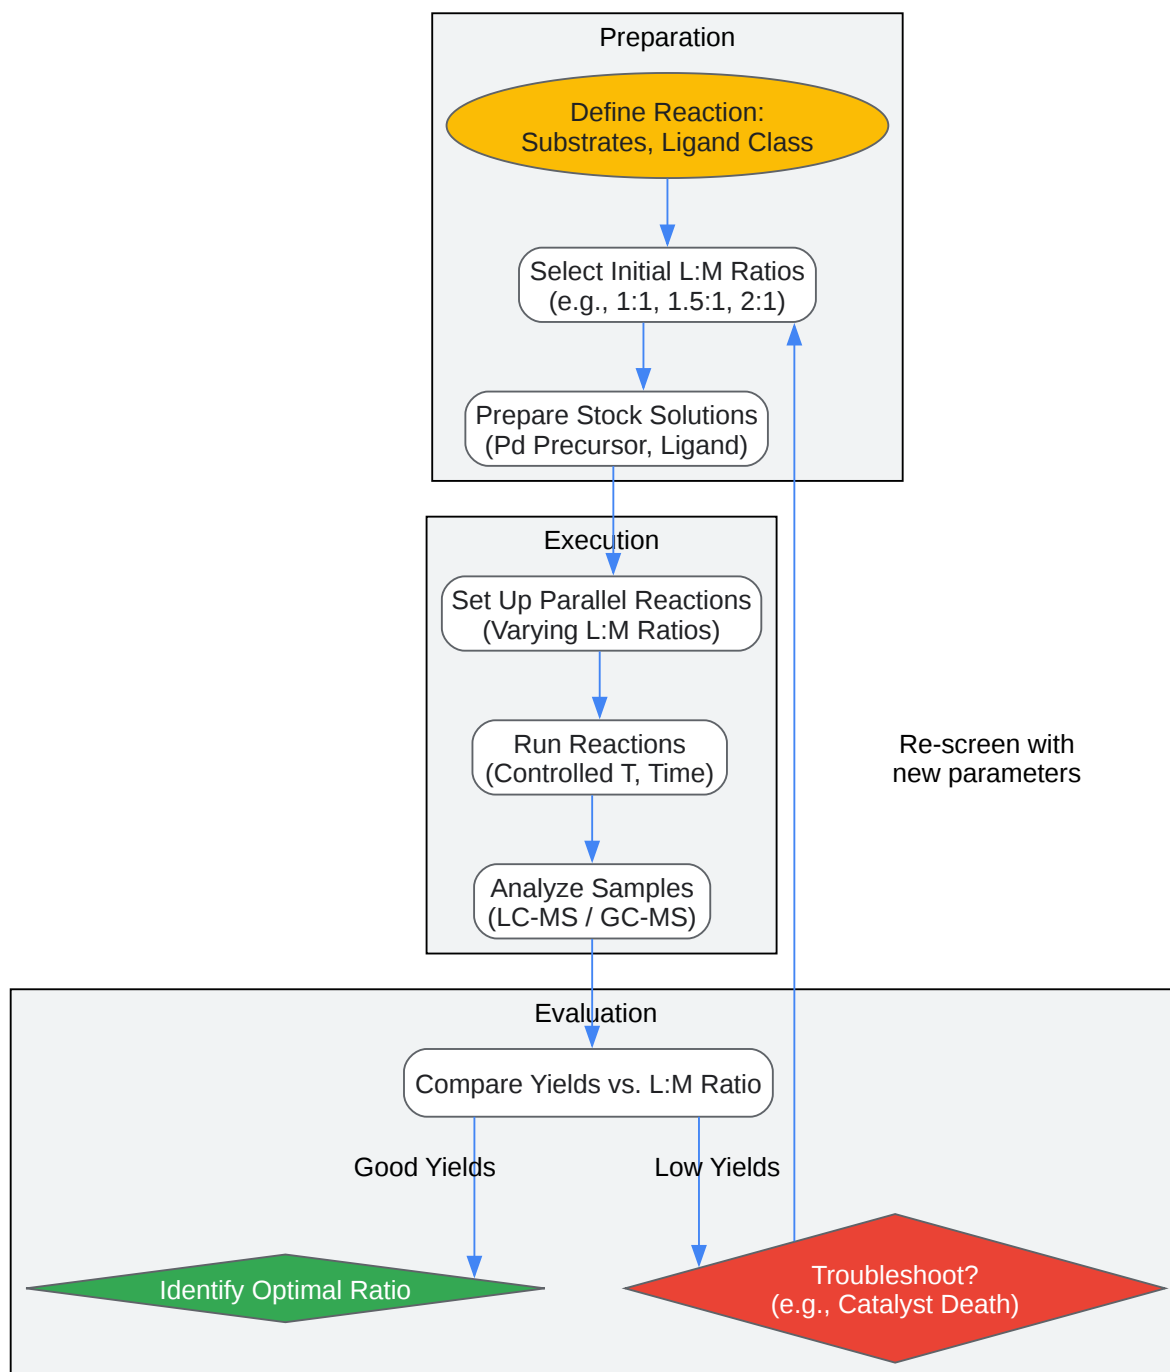 Preparation
Define Reaction:
Substrates, Ligand Class
Select Initial L:M Ratios
(e.g., 1:1, 1.5:1, 2:1)
Prepare Stock Solutions
(Pd Precursor, Ligand)
Execution
Set Up Parallel Reactions
(Varying L:M Ratios)
Run Reactions
(Controlled T, Time)
Re-screen with
new parameters
Analyze Samples
(LC-MS / GC-MS)
Evaluation
Compare Yields vs. L:M Ratio
Good Yields
Low Yields
Identify Optimal Ratio
Troubleshoot?
(e.g., Catalyst Death)